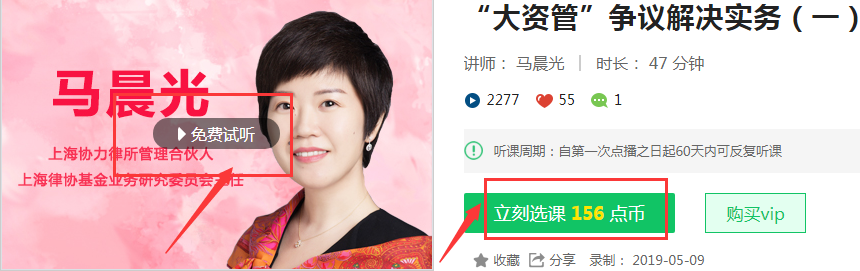 马晨光
免费试听
上海协力律所管理合伙人
上海律协基金业务研究委员会主任
“大资管”争议解决实务（一）
讲师： 马晨光 | 时长： 47 分钟
2277 55 1
听课周期：自第一次点播之日起60天内可反复听课
立刻选课 156 点币 购买vip
收藏 分享 录制： 2019-05-09